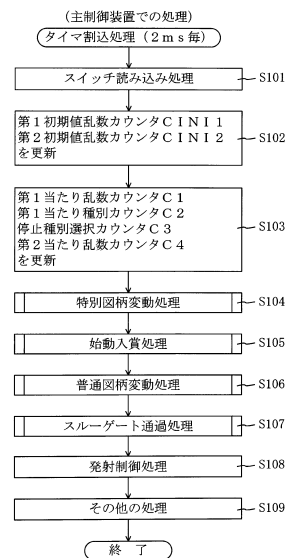 （主制御装置での処理）
タイマ割込処理（２ｍｓ毎）
スイッチ読み込み処理
S101
第１初期値乱数カウンタＣＩＮＩ１
第２初期値乱数カウンタＣＩＮＩ２
を更新
S102
第１当たり乱数カウンタＣ１
第１当たり種別カウンタＣ２
停止種別選択カウンタＣ３
第２当たり乱数カウンタＣ４
を更新
S103
特別図柄変動処理
S104
始動入賞処理
S105
普通図柄変動処理
S106
スルーゲート通過処理
S107
発射制御処理
S108
その他の処理
S109
終　了